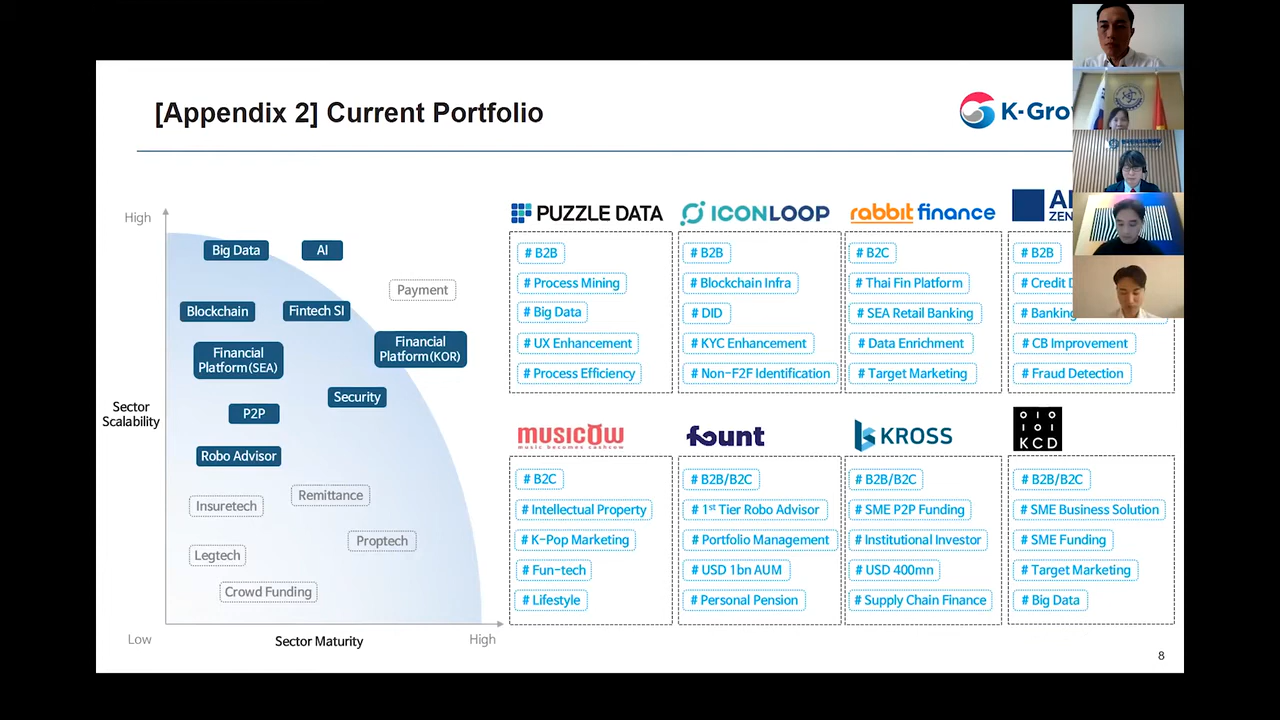 [Appendix 2] Current Portfolio
K-Gro
High
Big Data
AI
Payment
Blockchain
Fintech SI
Financial
Platform(SEA)
Financial
Platform(KOR)
Security
Sector
Scalability
P2P
Robo Advisor
Insuretech
Remittance
Legtech
Proptech
Crowd Funding
Low
Sector Maturity
High
PUZZLE DATA
# B2B
# Process Mining
# Big Data
# UX Enhancement
# Process Efficiency
ICONLOOP
# B2B
# Blockchain Infra
# DID
# KYC Enhancement
# Non-F2F Identification
rabbit finance
# B2C
# Thai Fin Platform
# SEA Retail Banking
# Data Enrichment
# Target Marketing
ZEN
# B2B
# Credit
# Banking
# CB Improvement
# Fraud Detection
MUSICOW
music becomes cashcow
# B2C
# Intellectual Property
# K-Pop Marketing
# Fun-tech
# Lifestyle
fount
# B2B/B2C
# 1st Tier Robo Advisor
# Portfolio Management
# USD 1bn AUM
# Personal Pension
KROSS
# B2B/B2C
# SME P2P Funding
# Institutional Investor
# USD 400mn
# Supply Chain Finance
KCD
# B2B/B2C
# SME Business Solution
# SME Funding
# Target Marketing
# Big Data
8